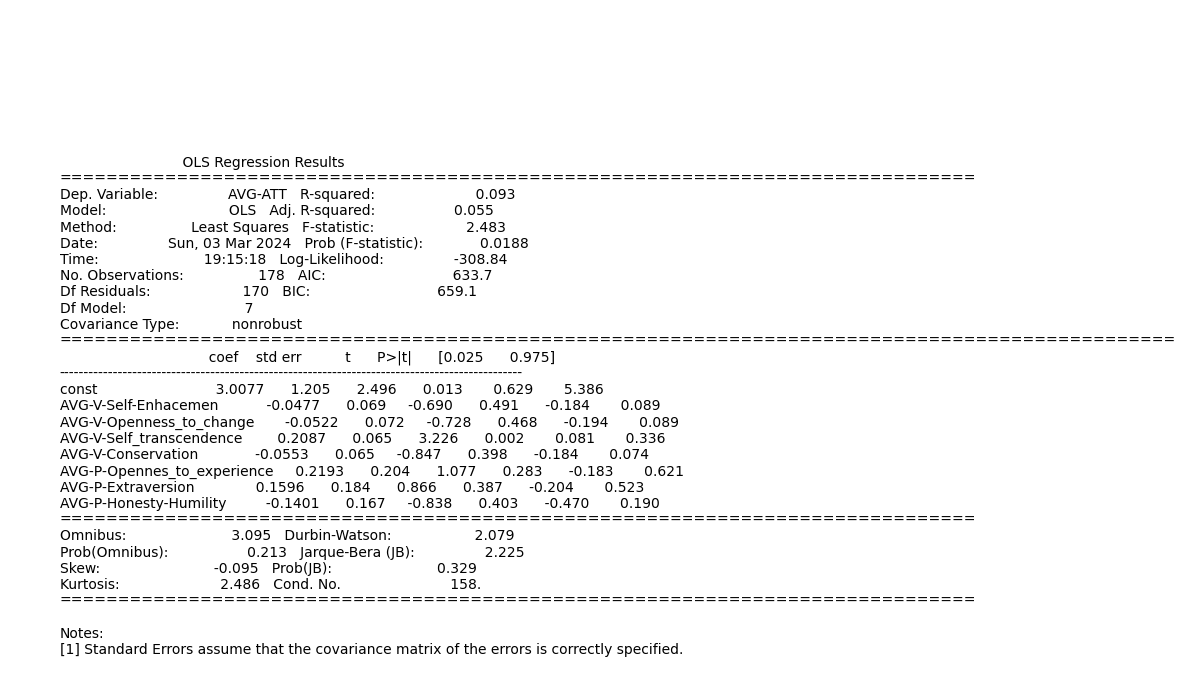 OLS Regression Results
==============================================================================
Dep. Variable: AVG-ATT R-squared: 0.093
Model: OLS Adj. R-squared: 0.055
Method: Least Squares F-statistic: 2.483
Date: Sun, 03 Mar 2024 Prob (F-statistic): 0.0188
Time: 19:15:18 Log-Likelihood: -308.84
No. Observations: 178 AIC: 633.7
Df Residuals: 170 BIC: 659.1
Df Model: 7
Covariance Type: nonrobust
===============================================================================================
coef std err t P>|t| [0.025 0.975]
-----------------------------------------------------------------------------------------------
const 3.0077 1.205 2.496 0.013 0.629 5.386
AVG-V-Self-Enhacemen -0.0477 0.069 -0.690 0.491 -0.184 0.089
AVG-V-Openness_to_change -0.0522 0.072 -0.728 0.468 -0.194 0.089
AVG-V-Self_transcendence 0.2087 0.065 3.226 0.002 0.081 0.336
AVG-V-Conservation -0.0553 0.065 -0.847 0.398 -0.184 0.074
AVG-P-Opennes_to_experience 0.2193 0.204 1.077 0.283 -0.183 0.621
AVG-P-Extraversion 0.1596 0.184 0.866 0.387 -0.204 0.523
AVG-P-Honesty-Humility -0.1401 0.167 -0.838 0.403 -0.470 0.190
==============================================================================
Omnibus: 3.095 Durbin-Watson: 2.079
Prob(Omnibus): 0.213 Jarque-Bera (JB): 2.225
Skew: -0.095 Prob(JB): 0.329
Kurtosis: 2.486 Cond. No. 158.
==============================================================================
Notes:
[1] Standard Errors assume that the covariance matrix of the errors is correctly specified.